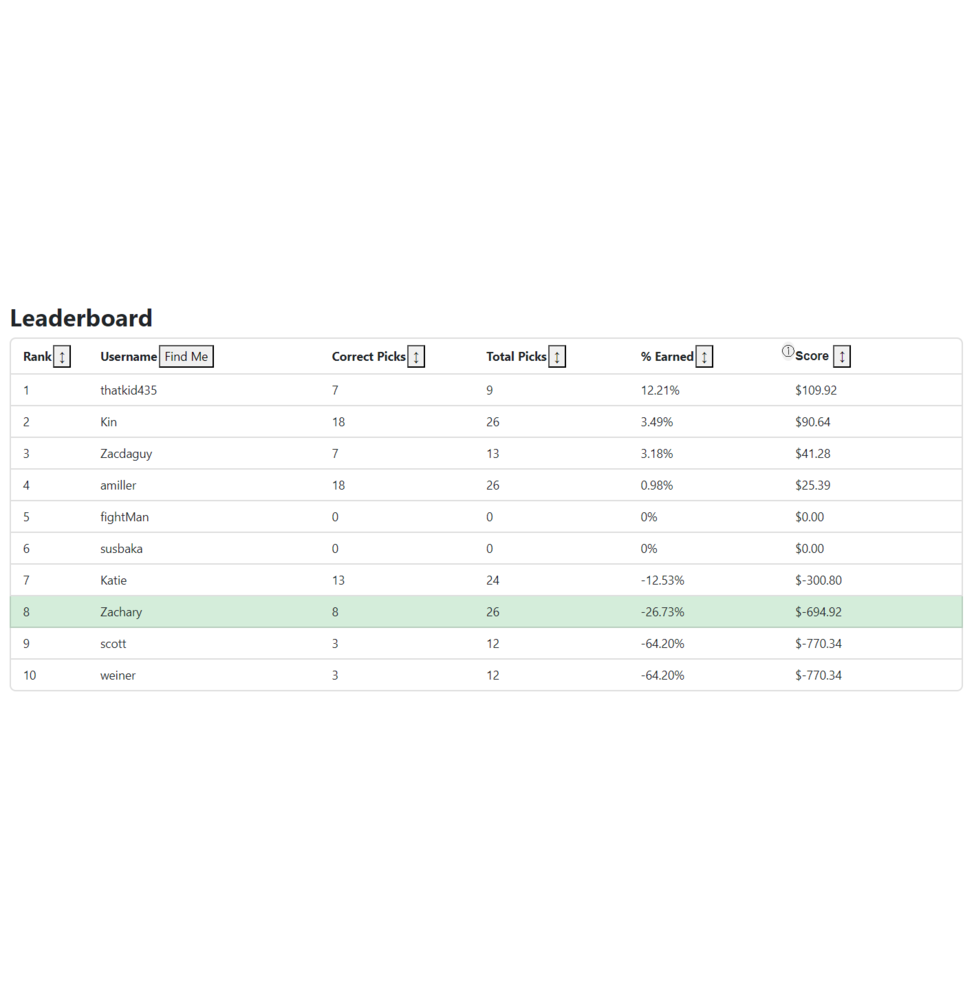 Leaderboard
Rank ↕ Username Find Me Correct Picks ↕ Total Picks ↕ % Earned ↕ ⓘ Score ↕
1 thatkid435 7 9 12.21% $109.92
2 Kin 18 26 3.49% $90.64
3 Zacdaguy 7 13 3.18% $41.28
4 amiller 18 26 0.98% $25.39
5 fightMan 0 0 0% $0.00
6 susbaka 0 0 0% $0.00
7 Katie 13 24 -12.53% $-300.80
8 Zachary 8 26 -26.73% $-694.92
9 scott 3 12 -64.20% $-770.34
10 weiner 3 12 -64.20% $-770.34